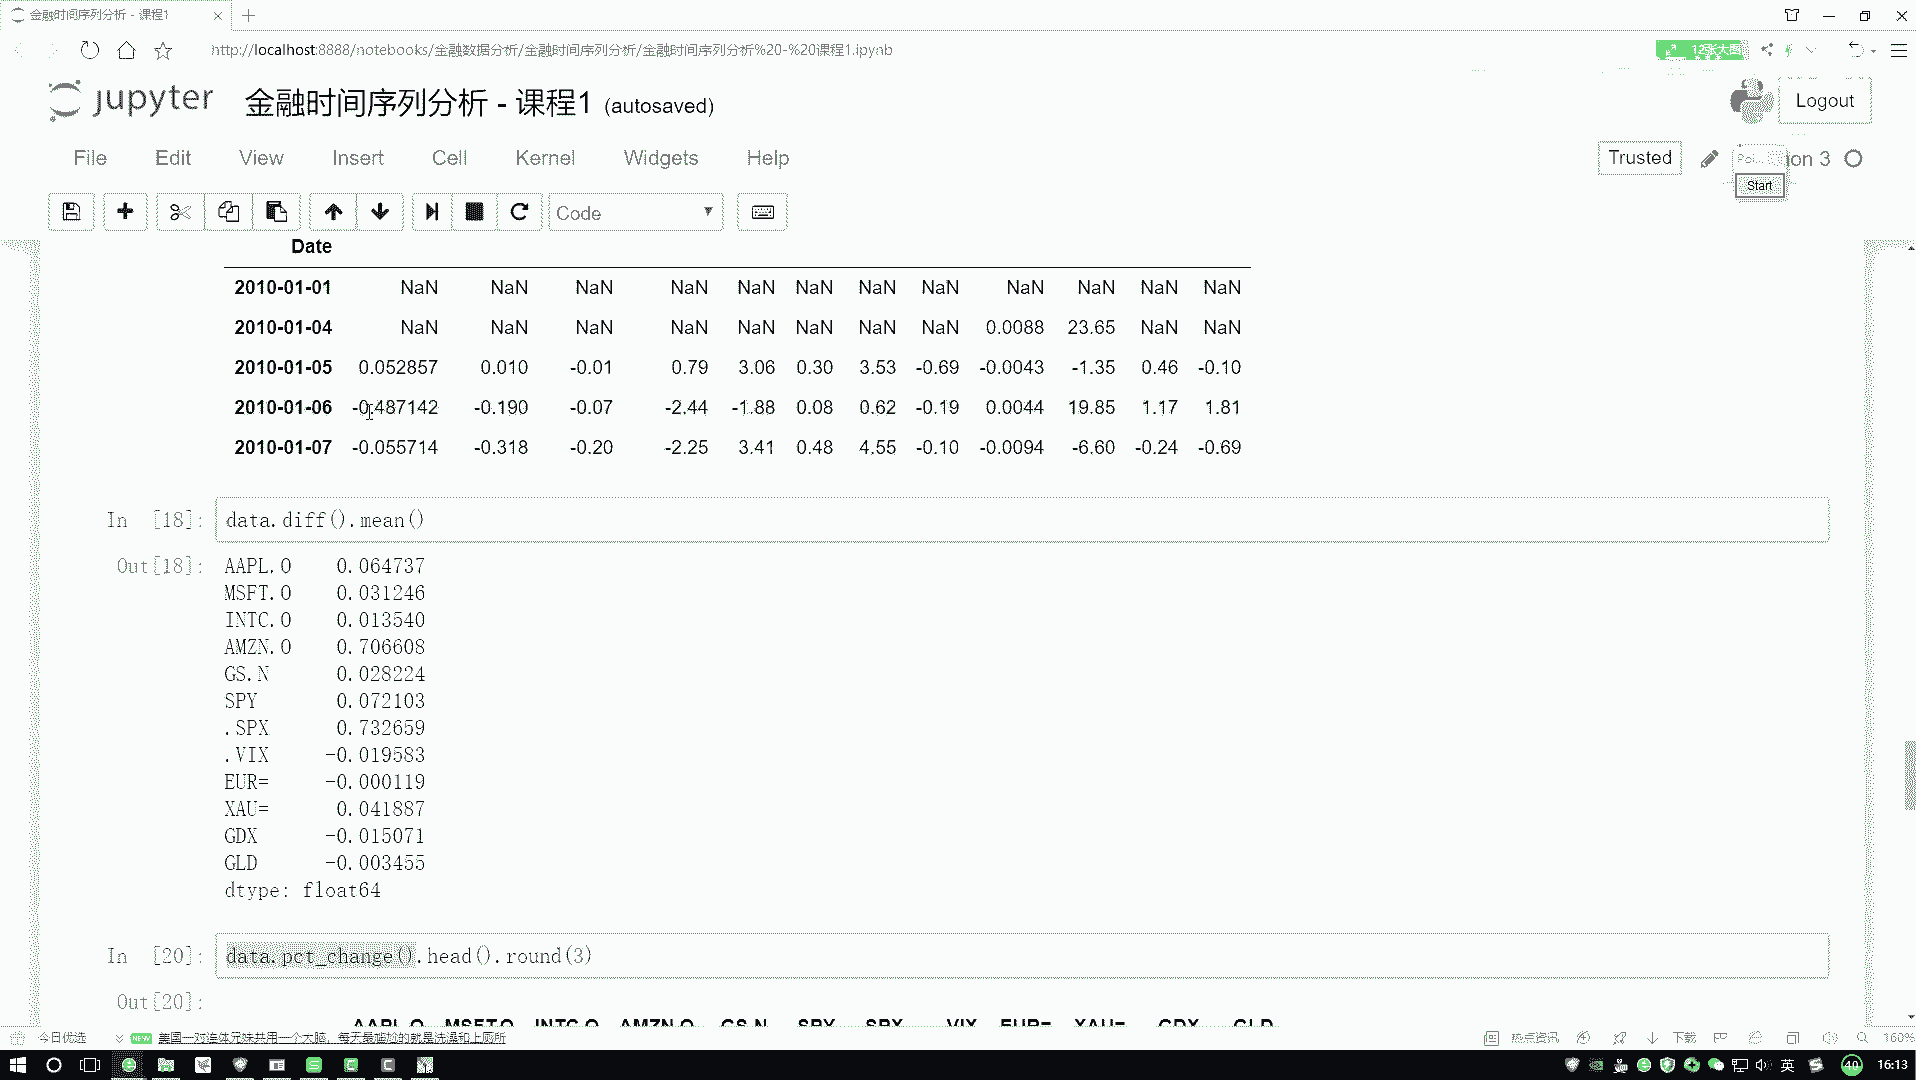 金融时间序列分析 - 课程1
http://localhost:8888/notebooks/金融数据分析/金融时间序列分析/金融时间序列分析%20-%20课程1.ipynb
12张大图
jupyter 金融时间序列分析 - 课程1 (autosaved)
Logout
File Edit View Insert Cell Kernel Widgets Help
Trusted
on 3
Start
Code
Date
2010-01-01 NaN NaN NaN NaN NaN NaN NaN NaN NaN NaN NaN NaN
2010-01-04 NaN NaN NaN NaN NaN NaN NaN NaN 0.0088 23.65 NaN NaN
2010-01-05 0.052857 0.010 -0.01 0.79 3.06 0.30 3.53 -0.69 -0.0043 -1.35 0.46 -0.10
2010-01-06 -0.487142 -0.190 -0.07 -2.44 -1.88 0.08 0.62 -0.19 0.0044 19.85 1.17 1.81
2010-01-07 -0.055714 -0.318 -0.20 -2.25 3.41 0.48 4.55 -0.10 -0.0094 -6.60 -0.24 -0.69
In [18]: data.diff().mean()
Out[18]: AAPL.O 0.064737
MSFT.O 0.031246
INTC.O 0.013540
AMZN.O 0.706608
GS.N 0.028224
SPY 0.072103
.SPX 0.732659
.VIX -0.019583
EUR= -0.000119
XAU= 0.041887
GDX -0.015071
GLD -0.003455
dtype: float64
In [20]: data.pct_change().head().round(3)
Out[20]:
AAPL.O MSFT.O INTC.O AMZN.O GS.N SPY .SPX .VIX EUR= XAU= GDX GLD
今日优选
NEW 美国一对连体兄妹共用一个大脑，每天最尴尬的就是洗澡和上厕所
热点资讯
下载
160%
英
40
16:13